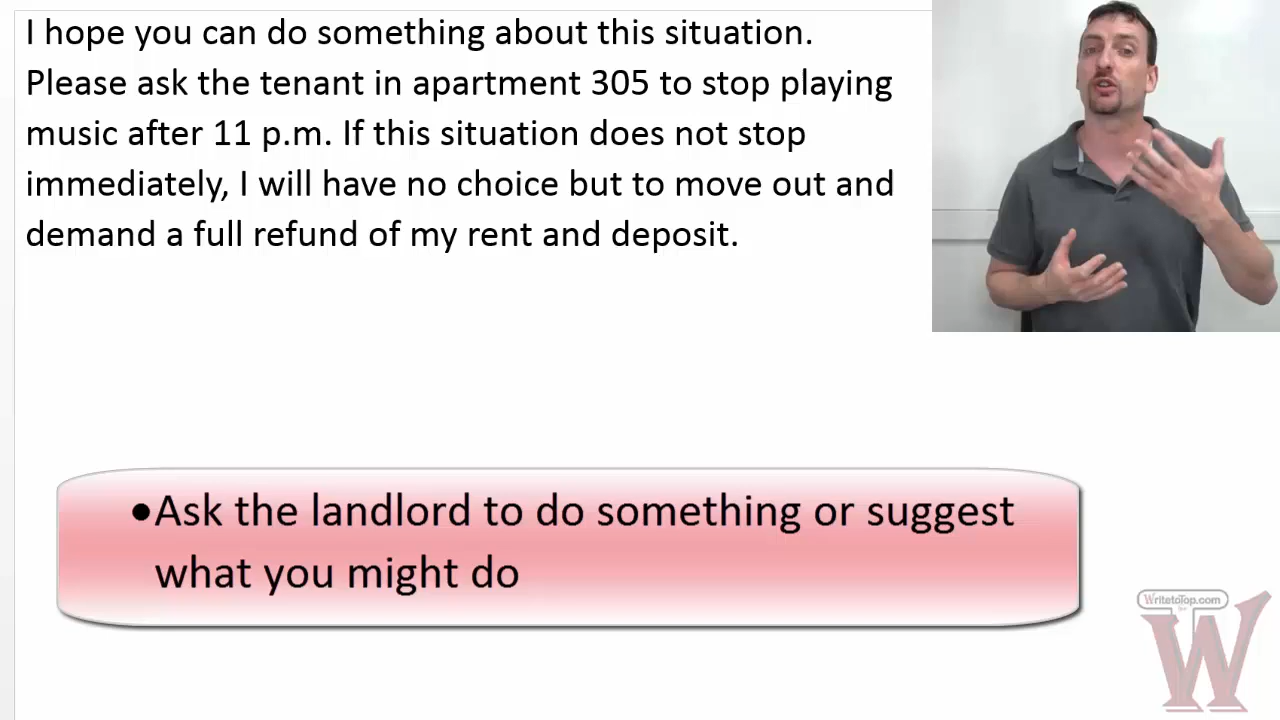 I hope you can do something about this situation.
Please ask the tenant in apartment 305 to stop playing
music after 11 p.m. If this situation does not stop
immediately, I will have no choice but to move out and
demand a full refund of my rent and deposit.
•Ask the landlord to do something or suggest
what you might do
WritetoTop.com
W